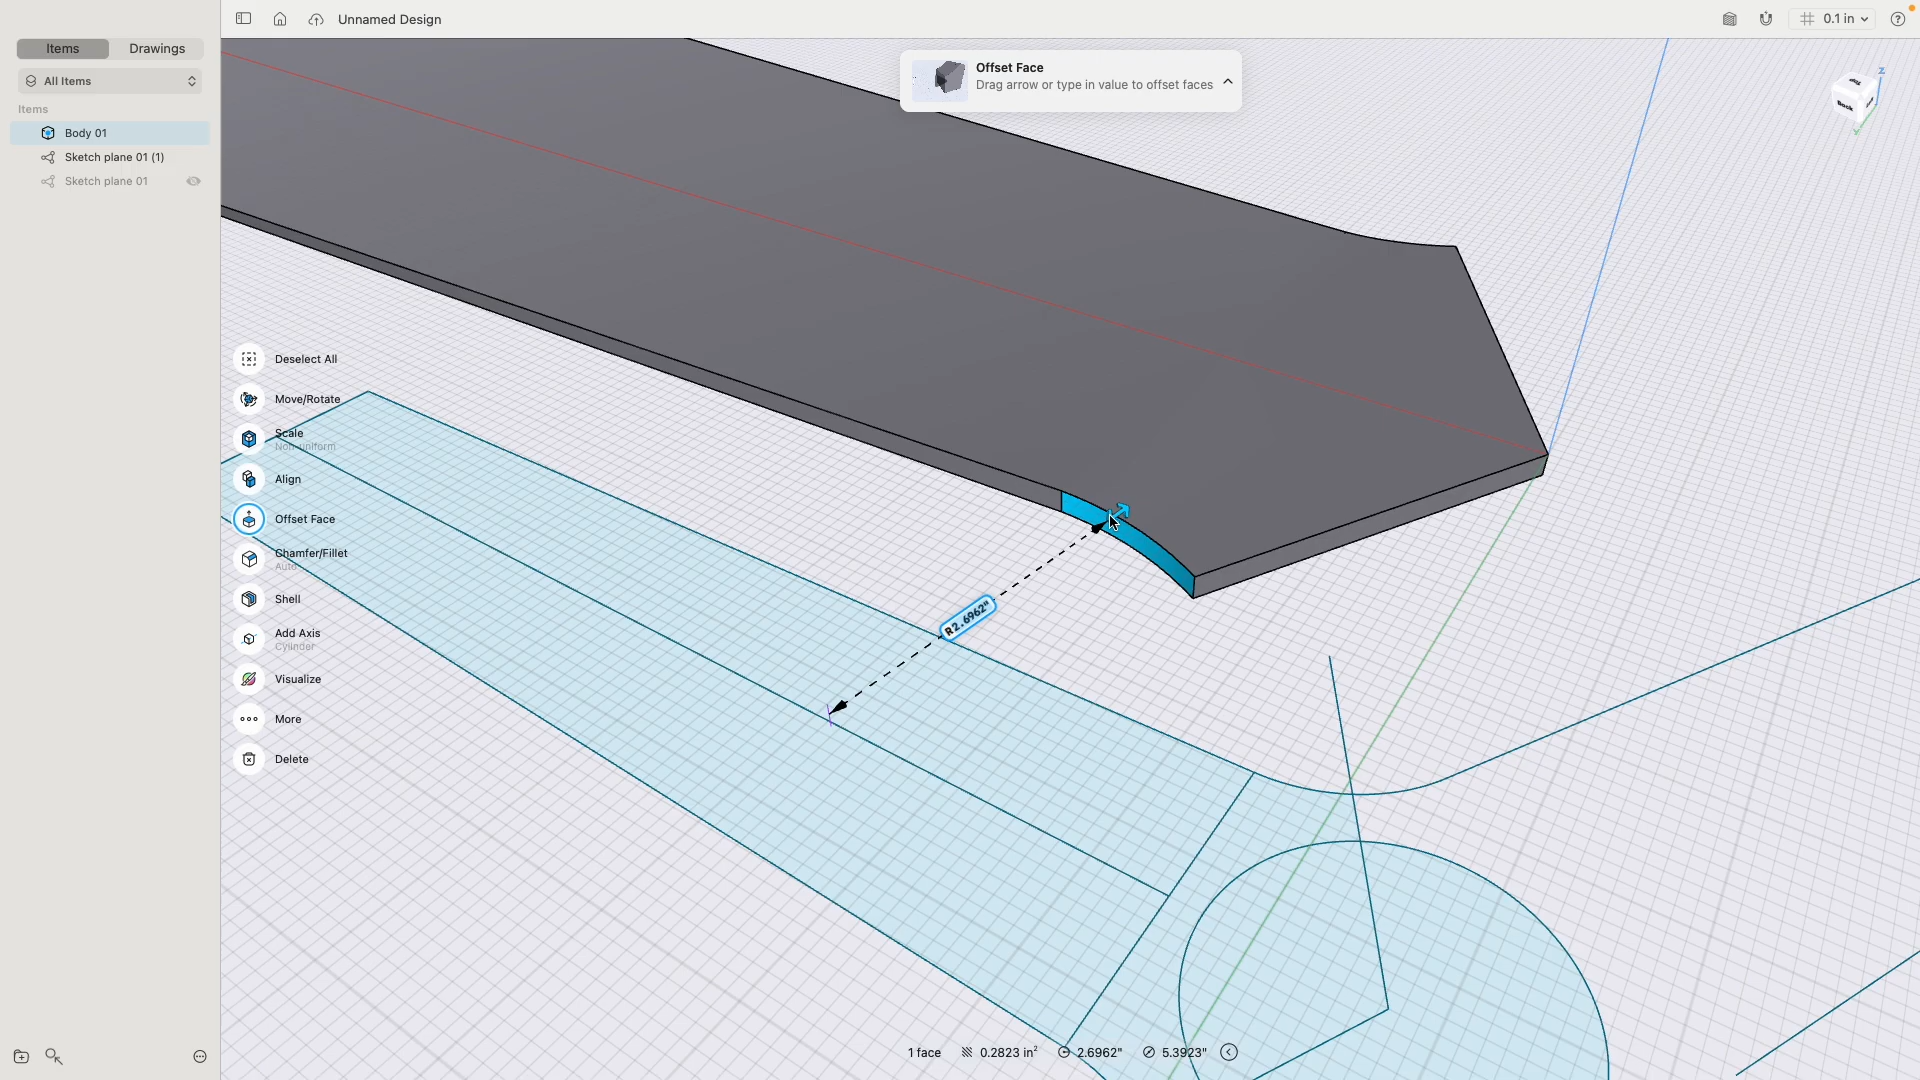 Unnamed Design
0.1 in
Items
Drawings
All Items
Items
Body 01
Sketch plane 01 (1)
Sketch plane 01
Offset Face
Drag arrow or type in value to offset faces
Z
Top
Back
Y
Deselect All
Move/Rotate
Scale
Non-uniform
Align
Offset Face
Chamfer/Fillet
Auto
Shell
Add Axis
Cylinder
Visualize
More
Delete
R2.6962"
1 face
0.2823 in²
2.6962"
5.3923"